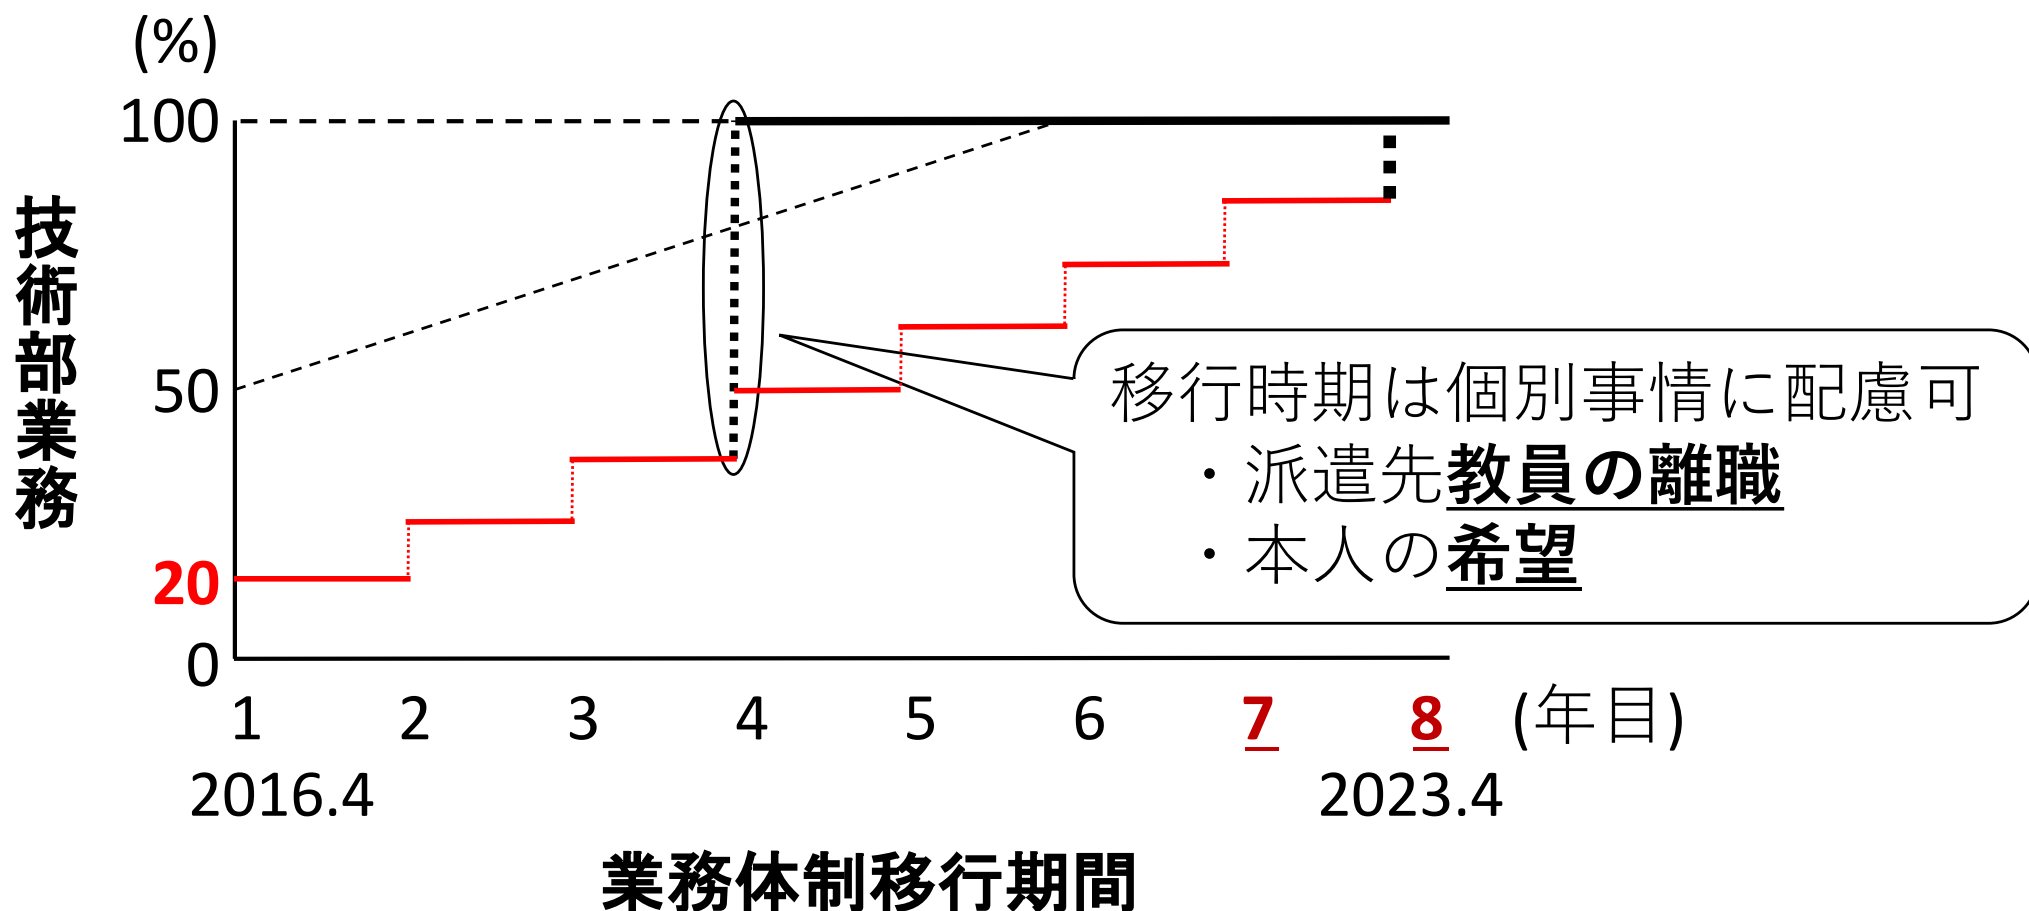 (%)
100
50
20
0
技術部業務
移行時期は個別事情に配慮可
・派遣先教員の離職
・本人の希望
1 2 3 4 5 6 7 8 (年目)
2016.4 2023.4
業務体制移行期間